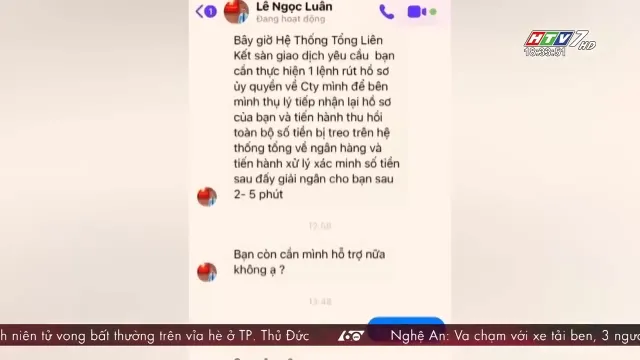 1
Lê Ngọc Luân
Đang hoạt động
HTV7 HD
18:33:51
Bây giờ Hệ Thống Tổng Liên
Kết sàn giao dịch yêu cầu bạn
cần thực hiện 1 lệnh rút hồ sơ
ủy quyền về Cty mình để bên
mình thụ lý tiếp nhận lại hồ sơ
của bạn và tiến hành thu hồi
toàn bộ số tiền bị treo trên hệ
thống tổng về ngân hàng và
tiến hành xử lý xác minh số tiền
sau đấy giải ngân cho bạn sau
2- 5 phút
Bạn còn cần mình hỗ trợ nữa
không ạ ?
13:48
h niên tử vong bất thường trên vỉa hè ở TP. Thủ Đức
60
Nghệ An: Va chạm với xe tải ben, 3 ngư